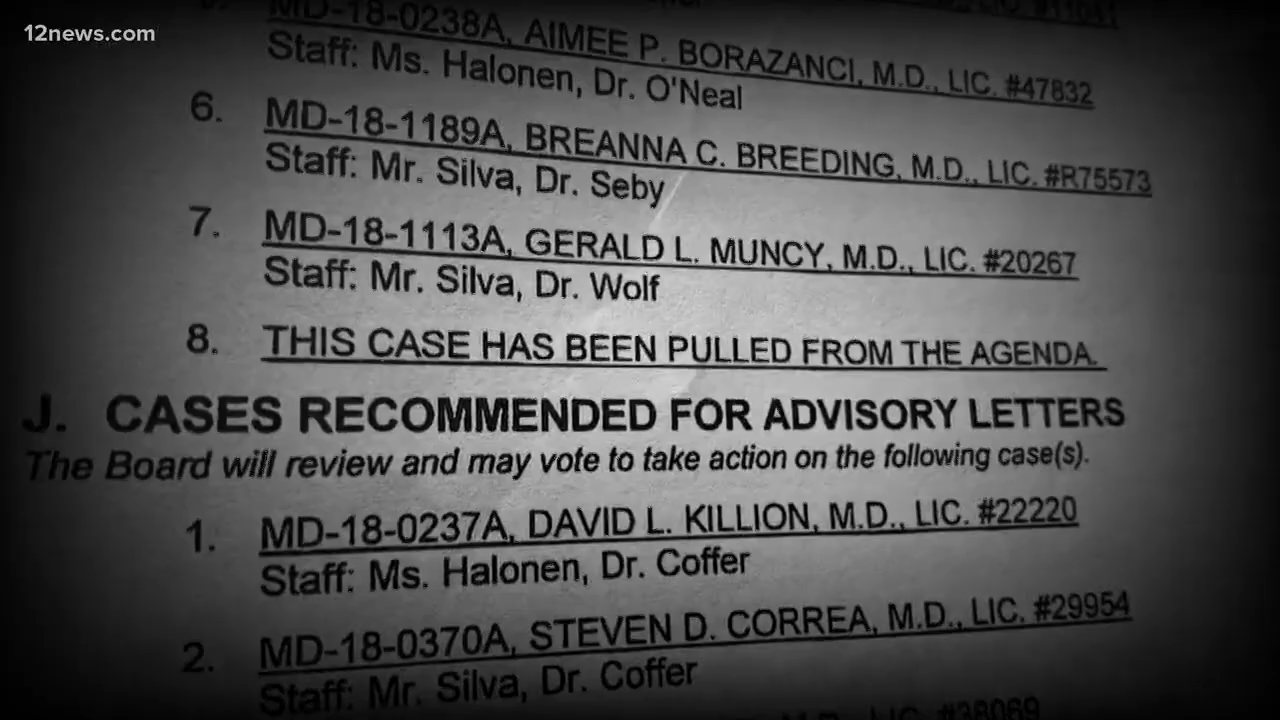 12news.com
LIC. #11041
MD-18-0238A, AIMEE P. BORAZANCI, M.D., LIC. #47832
Staff: Ms. Halonen, Dr. O'Neal
6. MD-18-1189A, BREANNA C. BREEDING, M.D., LIC. #R75573
Staff: Mr. Silva, Dr. Seby
7. MD-18-1113A, GERALD L. MUNCY, M.D., LIC. #20267
Staff: Mr. Silva, Dr. Wolf
8. THIS CASE HAS BEEN PULLED FROM THE AGENDA.
J. CASES RECOMMENDED FOR ADVISORY LETTERS
The Board will review and may vote to take action on the following case(s).
1. MD-18-0237A, DAVID L. KILLION, M.D., LIC. #22220
Staff: Ms. Halonen, Dr. Coffer
2. MD-18-0370A, STEVEN D. CORREA, M.D., LIC. #29954
Staff: Mr. Silva, Dr. Coffer
#38069